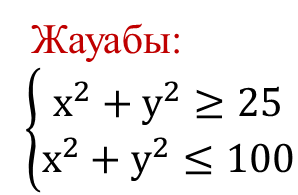 Жауабы:
x² + y² ≥ 25
x² + y² ≤ 100